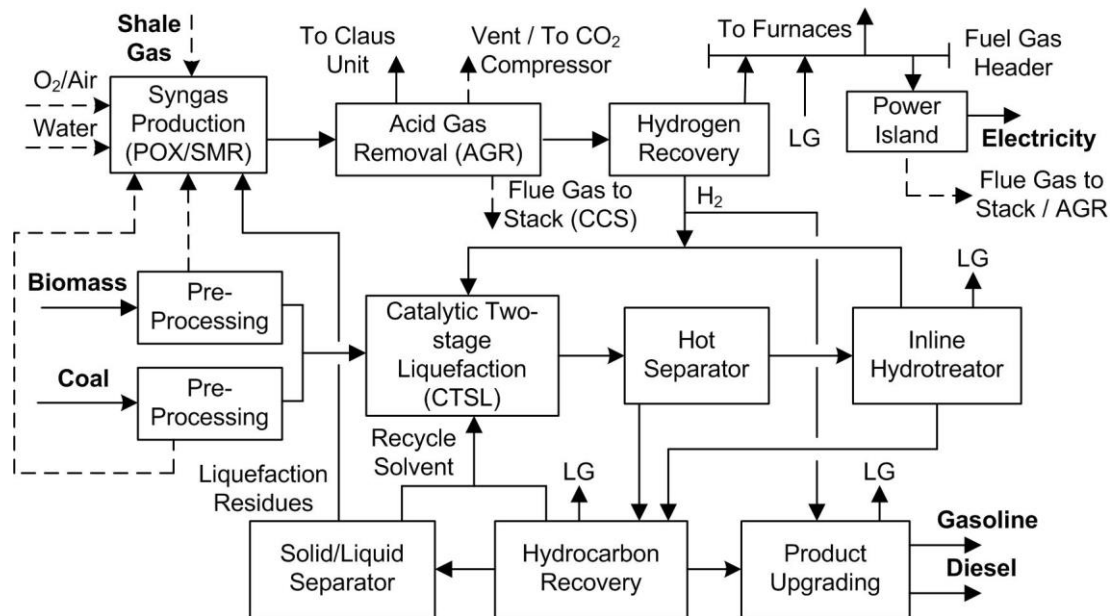 Shale
Gas
O₂/Air
Water
Syngas
Production
(POX/SMR)
To Claus
Unit
Vent / To CO₂
Compressor
Acid Gas
Removal (AGR)
Flue Gas to
Stack (CCS)
Hydrogen
Recovery
H₂
To Furnaces
LG
Fuel Gas
Header
Power
Island
Electricity
Flue Gas to
Stack / AGR
Biomass
Pre-
Processing
Coal
Pre-
Processing
Catalytic Two-
stage
Liquefaction
(CTSL)
Hot
Separator
LG
Inline
Hydrotreator
Recycle
Solvent
Liquefaction
Residues
Solid/Liquid
Separator
LG
Hydrocarbon
Recovery
LG
Product
Upgrading
Gasoline
Diesel